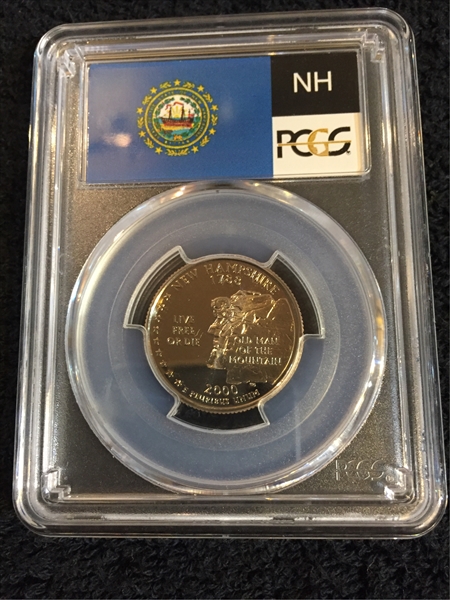 NH
PCGS
NEW HAMPSHIRE
1788
LIVE
FREE
OR DIE
OLD MAN
OF THE
MOUNTAIN
2000
E PLURIBUS UNUM
PCGS